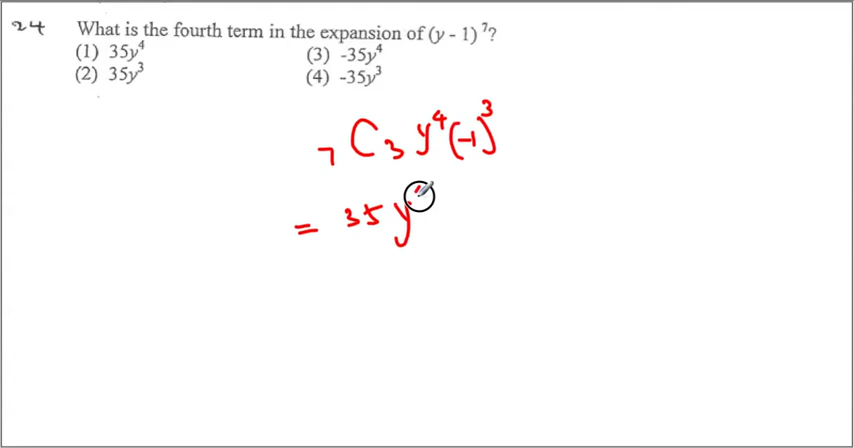 24 What is the fourth term in the expansion of (y - 1)⁷?
(1) 35y⁴ (3) -35y⁴
(2) 35y³ (4) -35y³
₇C₃ y⁴(-1)³
= 35 y